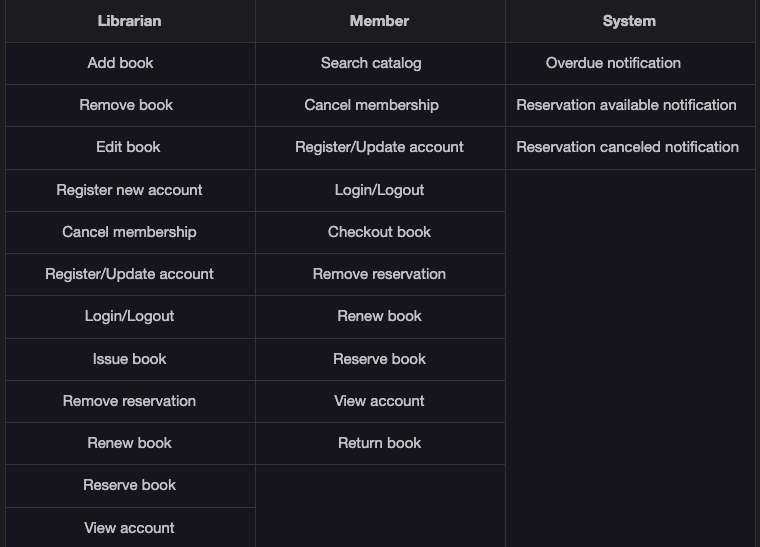 Librarian Member System
Add book Search catalog Overdue notification
Remove book Cancel membership Reservation available notification
Edit book Register/Update account Reservation canceled notification
Register new account Login/Logout
Cancel membership Checkout book
Register/Update account Remove reservation
Login/Logout Renew book
Issue book Reserve book
Remove reservation View account
Renew book Return book
Reserve book
View account